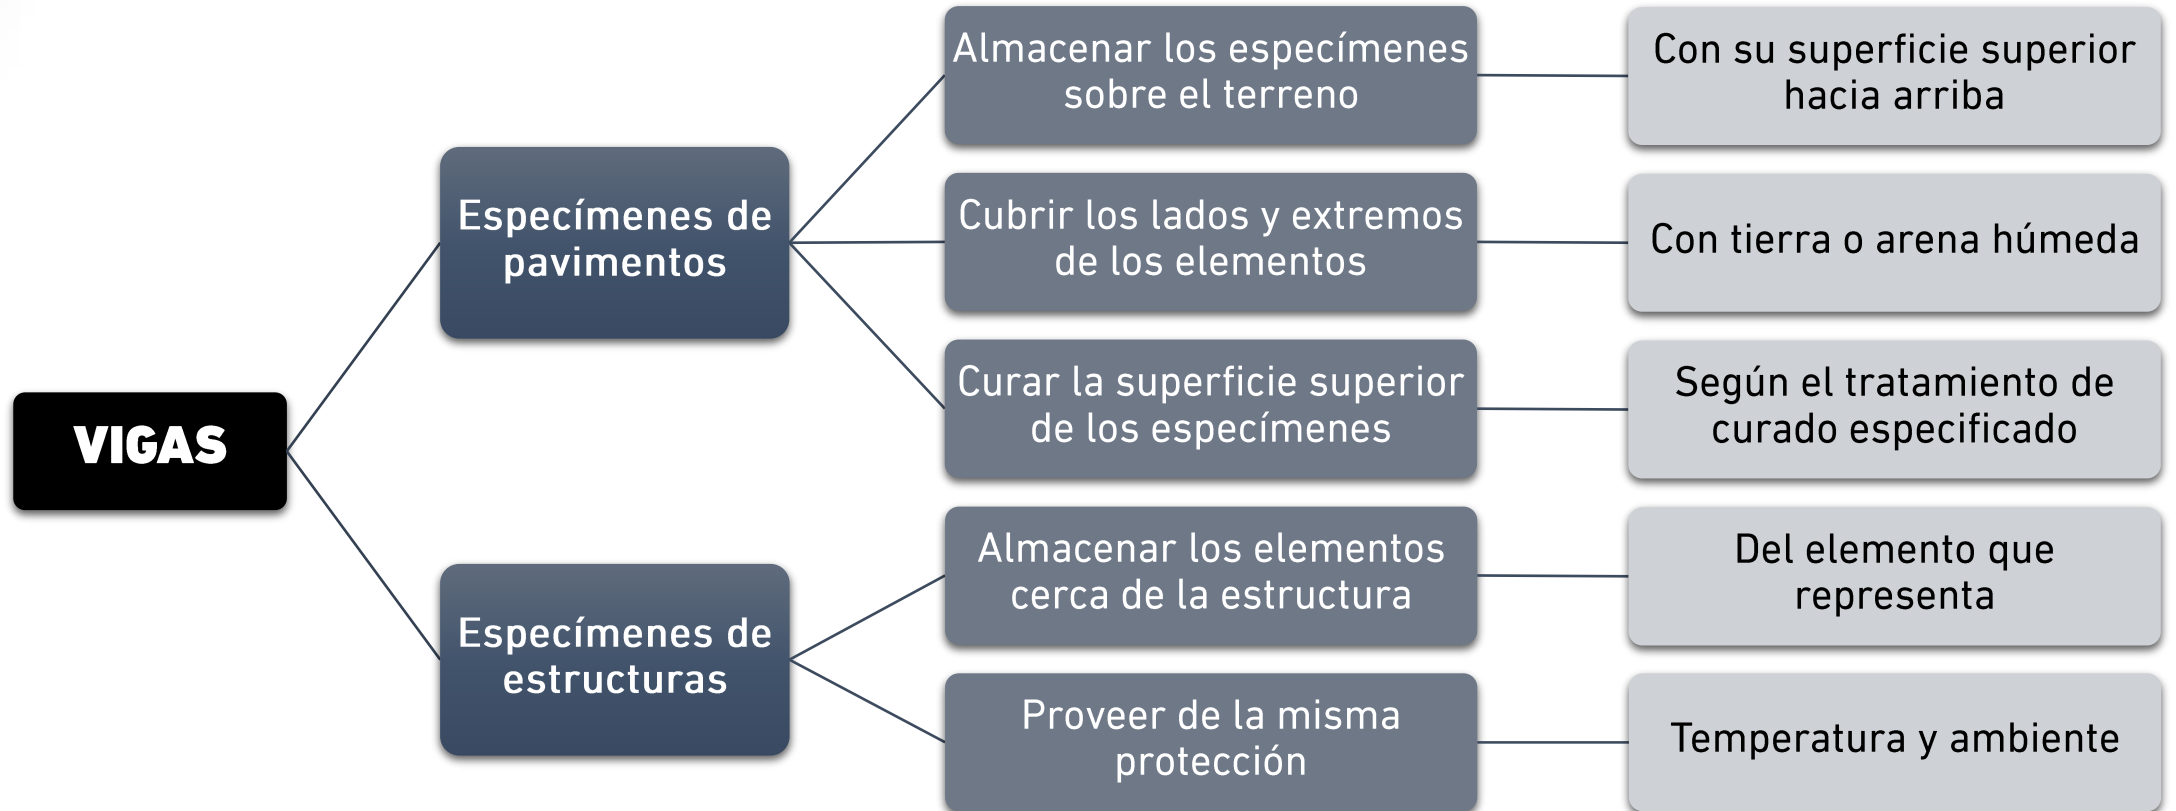 VIGAS
Especímenes de
pavimentos
Almacenar los especímenes
sobre el terreno
Con su superficie superior
hacia arriba
Cubrir los lados y extremos
de los elementos
Con tierra o arena húmeda
Curar la superficie superior
de los especímenes
Según el tratamiento de
curado especificado
Especímenes de
estructuras
Almacenar los elementos
cerca de la estructura
Del elemento que
representa
Proveer de la misma
protección
Temperatura y ambiente